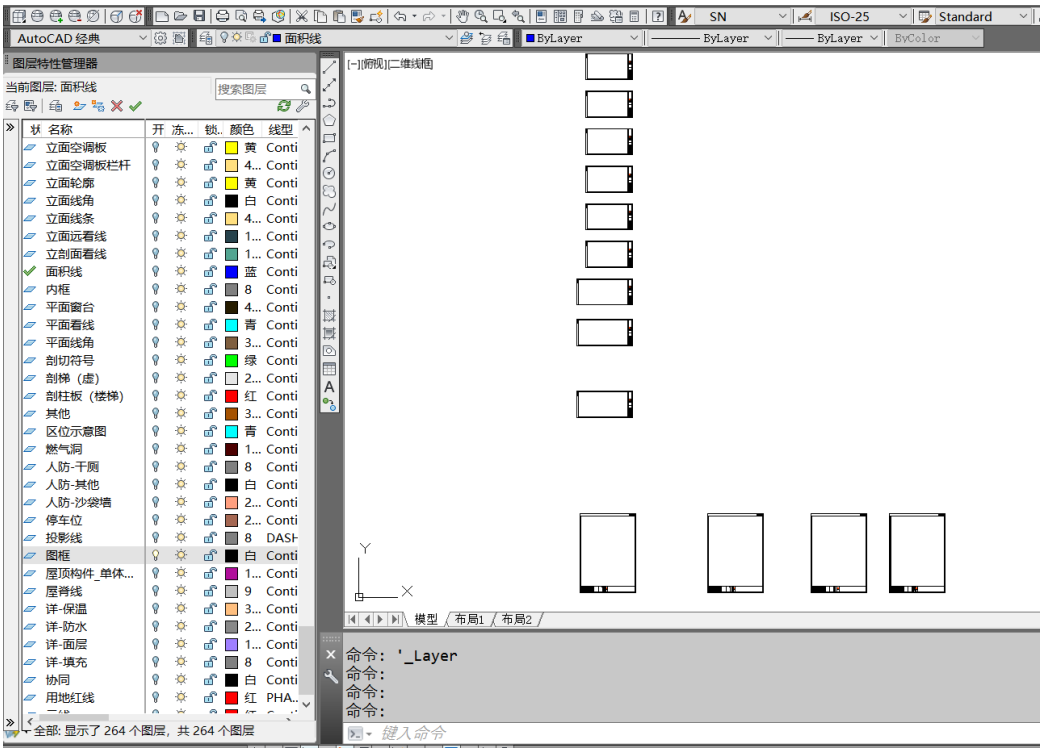 SN ISO-25 Standard
AutoCAD 经典 面积线 ByLayer ByLayer ByLayer ByColor
图层特性管理器
[-][俯视][二维线框]
当前图层: 面积线 搜索图层
状 名称 开 冻... 锁.. 颜色 线型
立面空调板 黄 Conti
立面空调板栏杆 4... Conti
立面轮廓 黄 Conti
立面线角 白 Conti
立面线条 4... Conti
立面远看线 1... Conti
立剖面看线 1... Conti
面积线 蓝 Conti
内框 8 Conti
平面窗台 4... Conti
平面看线 青 Conti
平面线角 3... Conti
剖切符号 绿 Conti
剖梯（虚） 2... Conti
剖柱板（楼梯） 红 Conti
其他 3... Conti
区位示意图 青 Conti
燃气洞 1... Conti
人防-干厕 8 Conti
人防-其他 白 Conti
人防-沙袋墙 2... Conti
停车位 2... Conti
投影线 8 DASH
图框 白 Conti
屋顶构件_单体... 1... Conti
屋脊线 9 Conti
详-保温 3... Conti
详-防水 2... Conti
详-面层 1... Conti
详-填充 8 Conti
协同 白 Conti
用地红线 红 PHA...
全部: 显示了 264 个图层，共 264 个图层
A
Y
X
模型 布局1 布局2
命令: '_Layer
命令:
命令:
命令:
键入命令